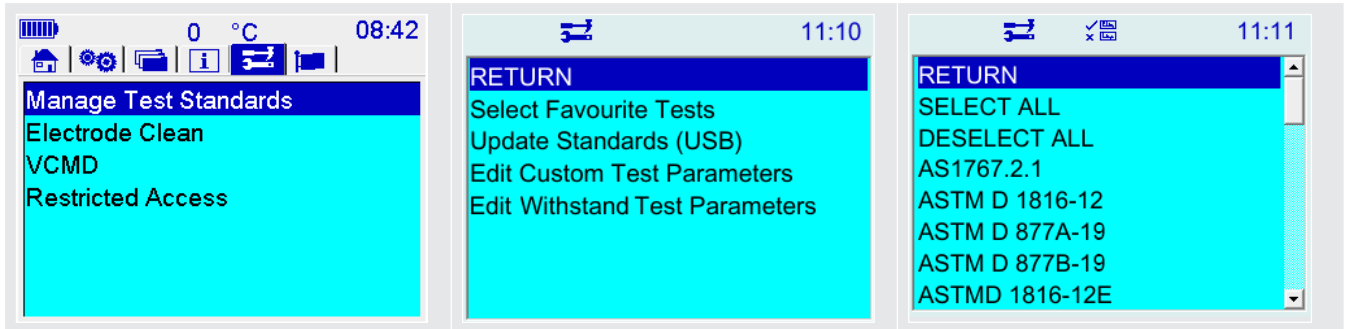 0 °C 08:42
i
Manage Test Standards
Electrode Clean
VCMD
Restricted Access
11:10
RETURN
Select Favourite Tests
Update Standards (USB)
Edit Custom Test Parameters
Edit Withstand Test Parameters
11:11
RETURN
SELECT ALL
DESELECT ALL
AS1767.2.1
ASTM D 1816-12
ASTM D 877A-19
ASTM D 877B-19
ASTMD 1816-12E